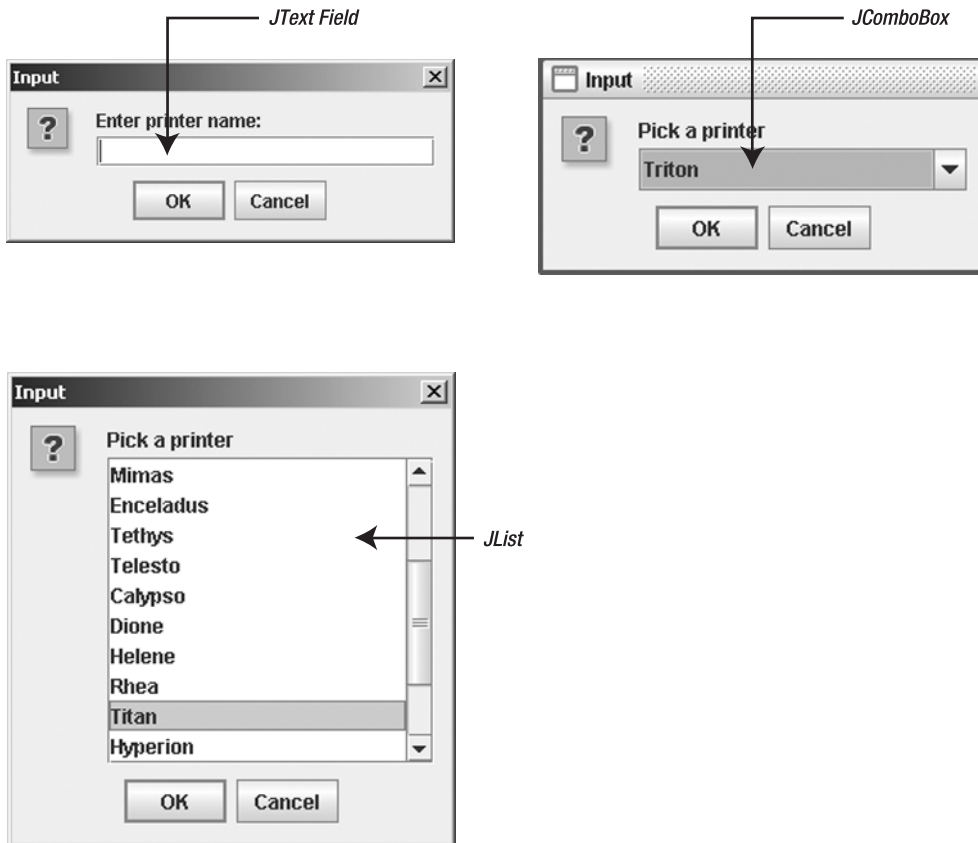 JText Field
Input
Enter printer name:
OK Cancel
JComboBox
Input
Pick a printer
Triton
OK Cancel
Input
Pick a printer
Mimas
Enceladus
Tethys
Telesto
Calypso
Dione
Helene
Rhea
Titan
Hyperion
JList
OK Cancel